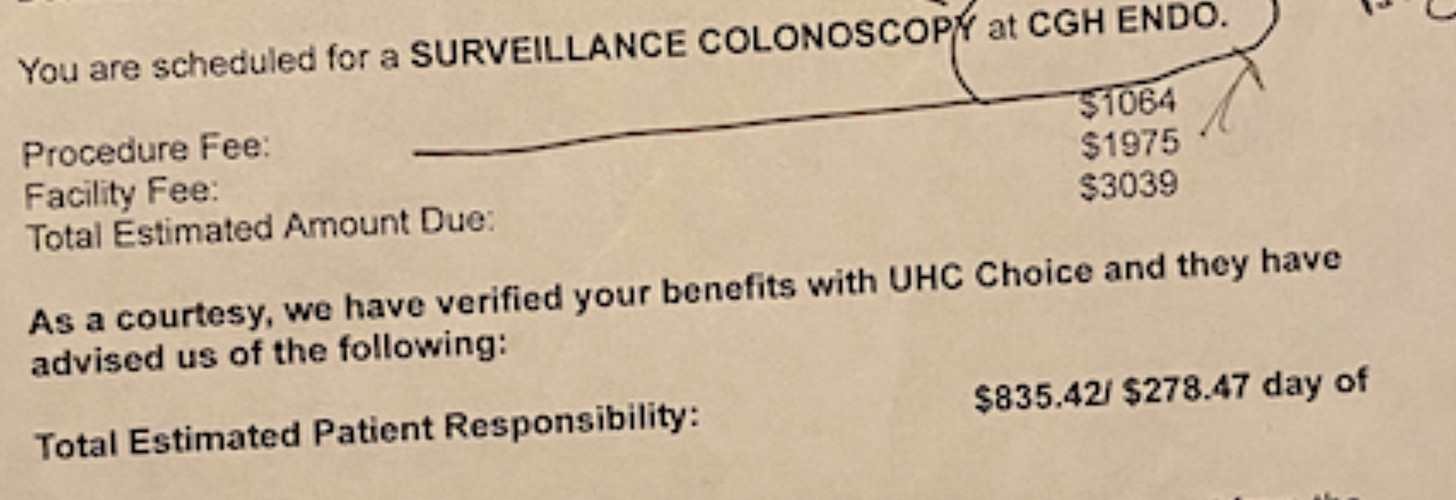 You are scheduled for a SURVEILLANCE COLONOSCOPY at CGH ENDO.
Procedure Fee: $1064
Facility Fee: $1975
Total Estimated Amount Due: $3039
As a courtesy, we have verified your benefits with UHC Choice and they have
advised us of the following:
Total Estimated Patient Responsibility: $835.42/ $278.47 day of